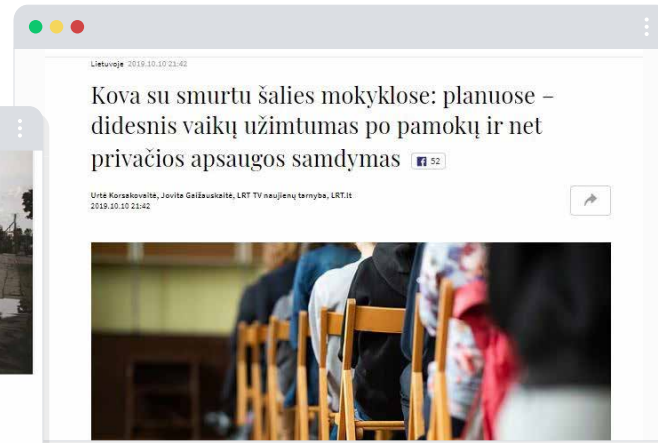 Lietuvoje 2019.10.10 21:42
Kova su smurtu šalies mokyklose: planuose –
didesnis vaikų užimtumas po pamokų ir net
privačios apsaugos samdymas 52
Urtė Korsakovaitė, Jovita Gaižauskaitė, LRT TV naujienų tarnyba, LRT.lt
2019.10.10 21:42